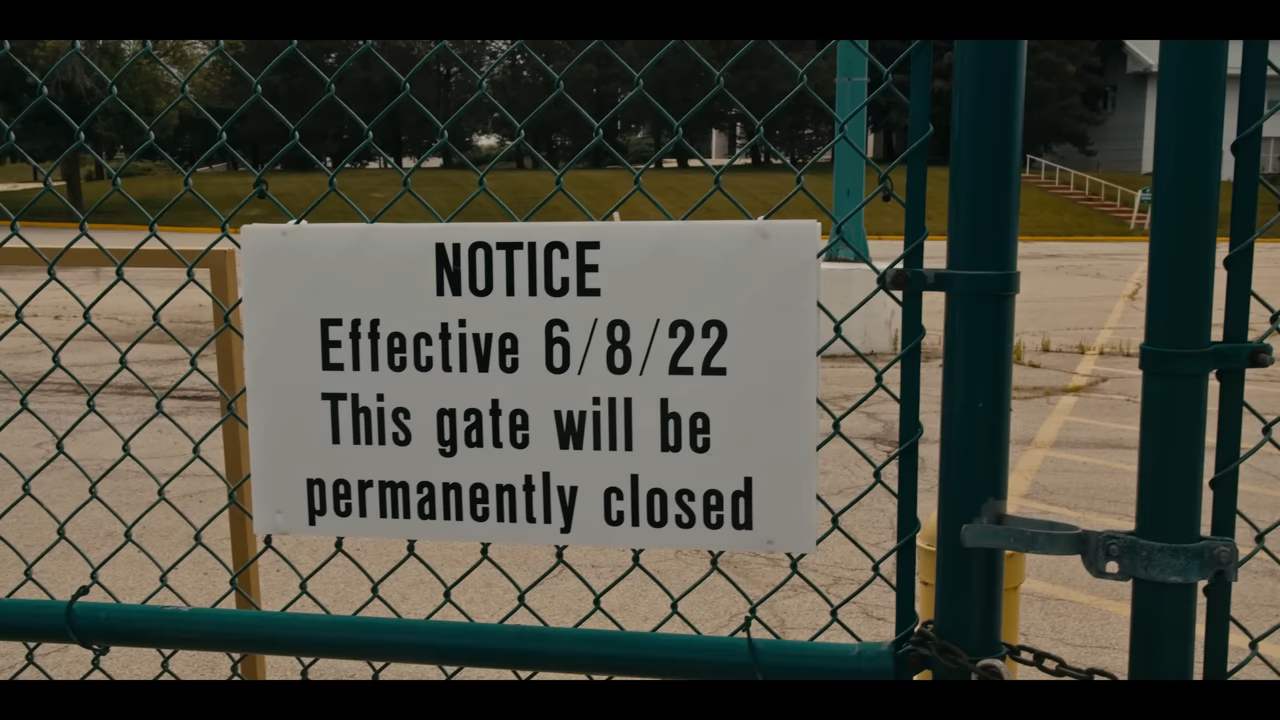 NOTICE
Effective 6/8/22
This gate will be
permanently closed